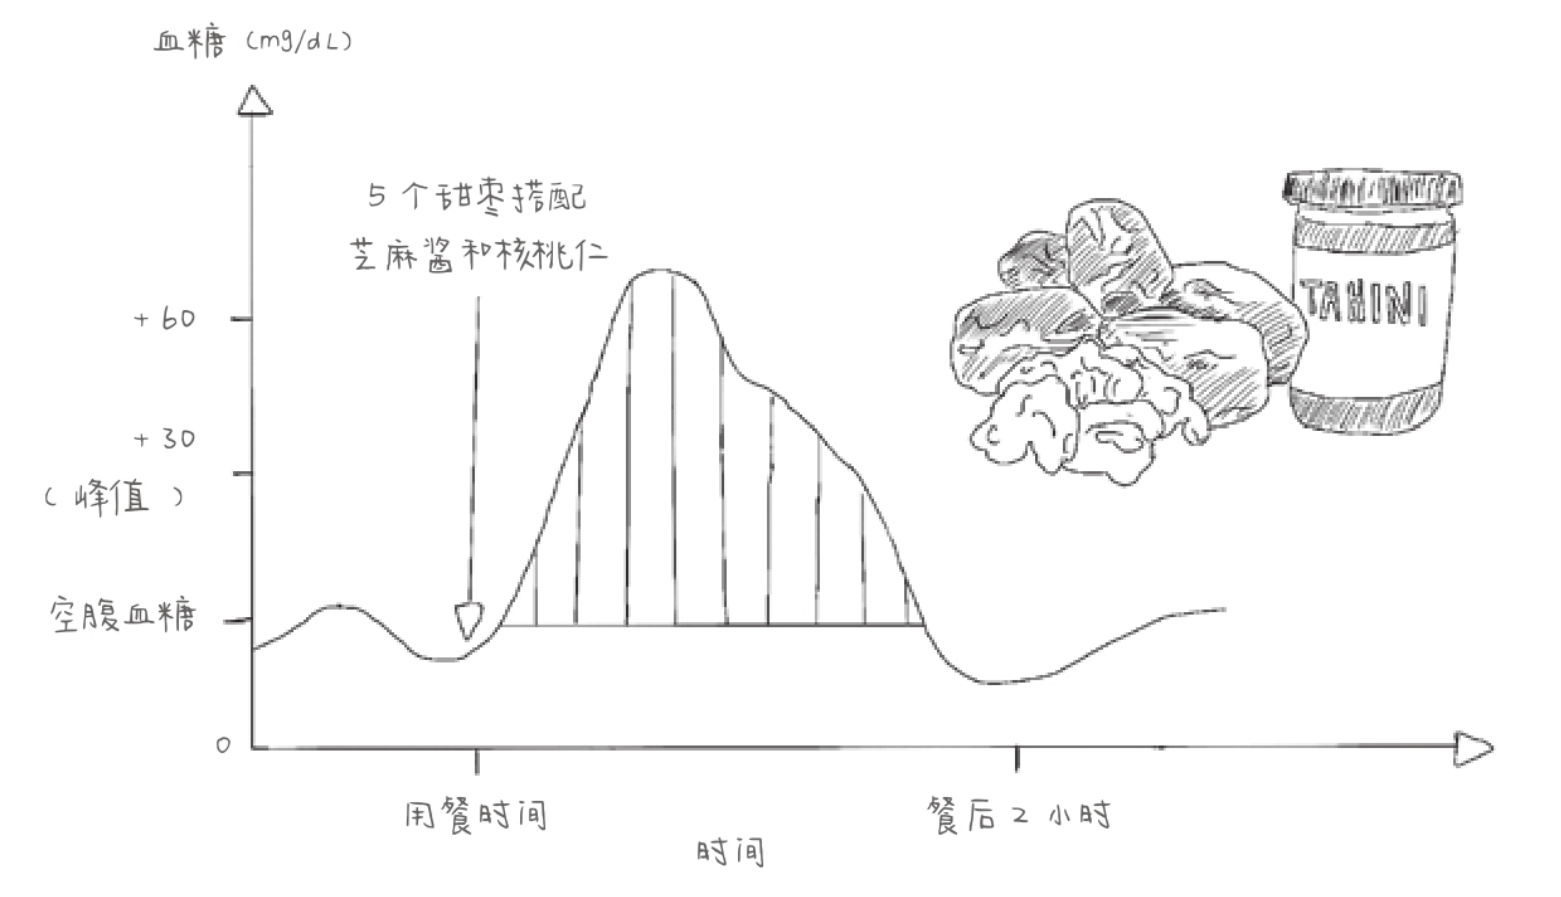 血糖（mg/dL）
5个甜枣搭配
芝麻酱和核桃仁
TAHINI
+60
+30
（峰值）
空腹血糖
0
用餐时间
餐后2小时
时间